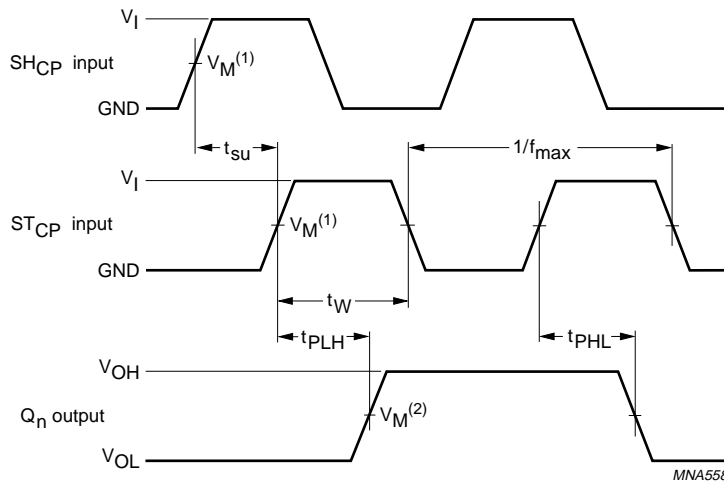 V_I
SH_CP input
V_M^(1)
GND
t_su
1/f_max
V_I
ST_CP input
V_M^(1)
GND
t_W
t_PLH
t_PHL
V_OH
Q_n output
V_M^(2)
V_OL
MNA558